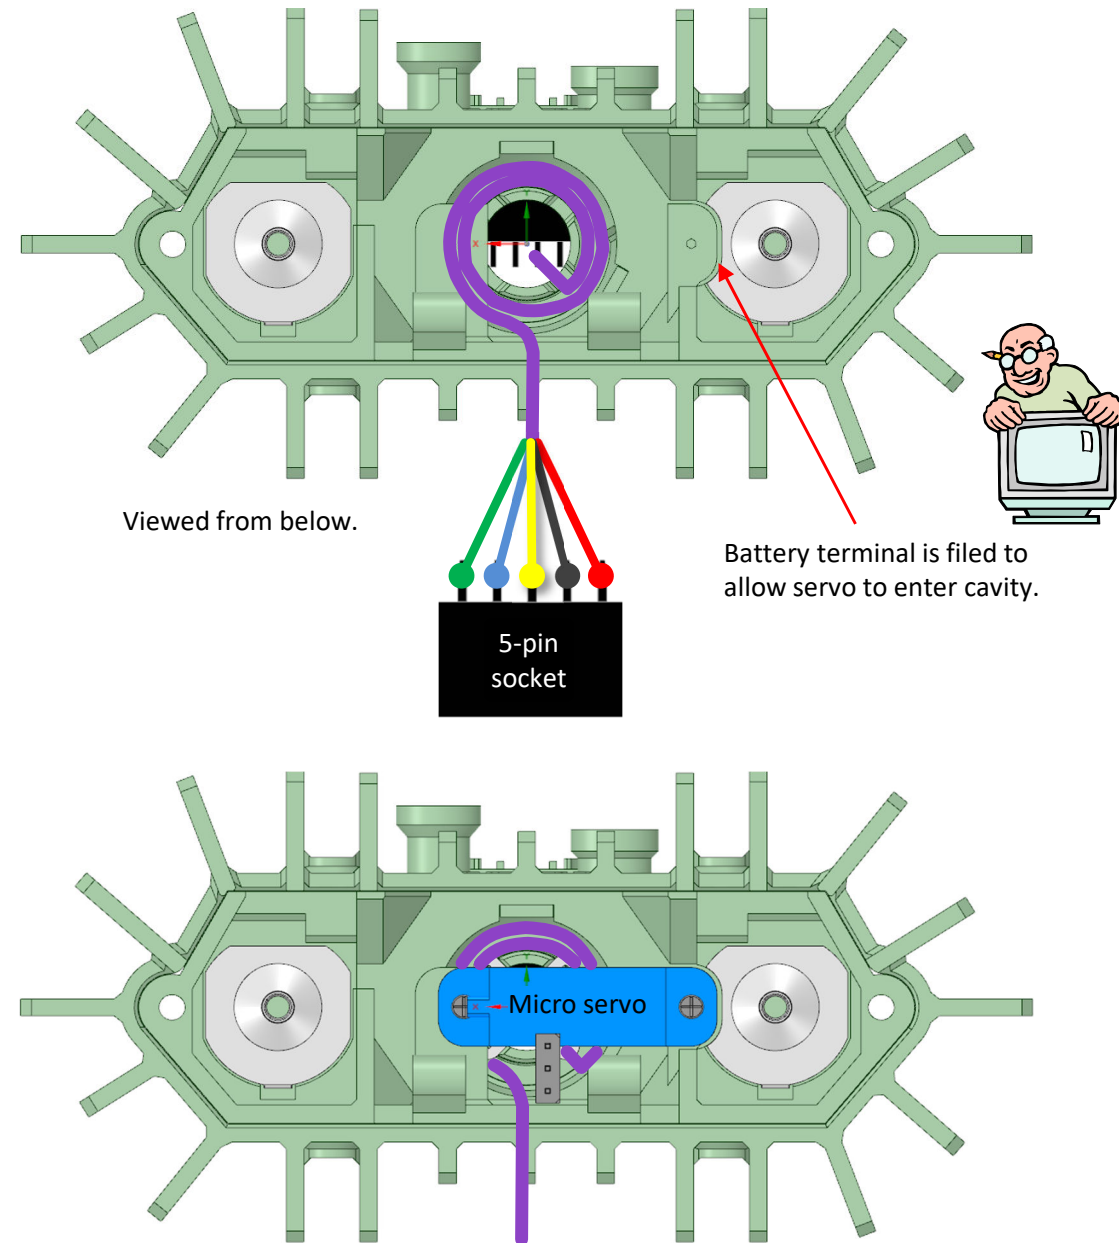 Y
X
Viewed from below.
Battery terminal is filed to
allow servo to enter cavity.
5-pin
socket
Y
X
Micro servo